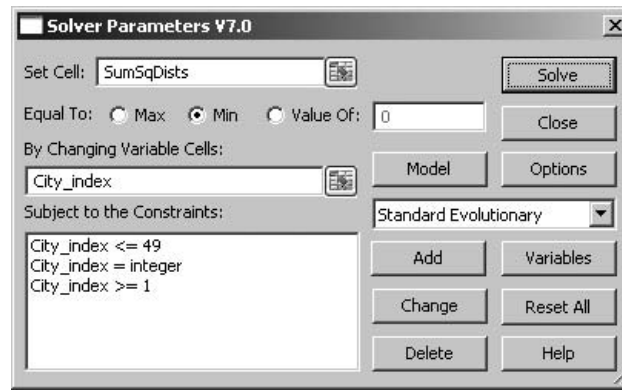 Solver Parameters V7.0
X
Set Cell: SumSqDists
Solve
Equal To: Max Min Value Of: 0
Close
By Changing Variable Cells:
Model Options
City_index
Subject to the Constraints:
Standard Evolutionary
City_index <= 49
City_index = integer
City_index >= 1
Add Variables
Change Reset All
Delete Help